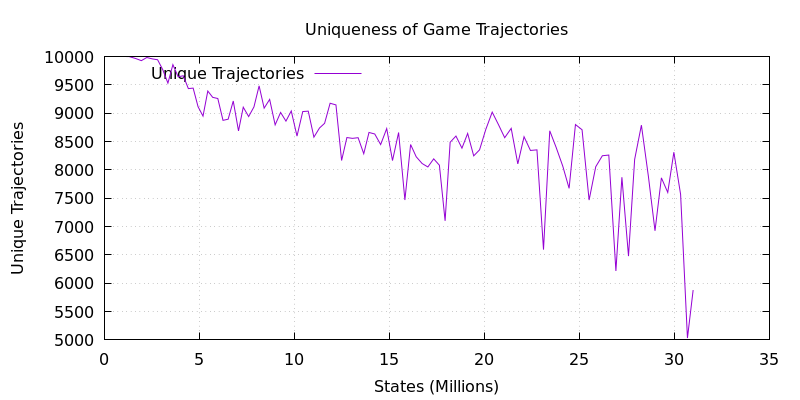 Uniqueness of Game Trajectories
Unique Trajectories
Unique Trajectories
10000
9500
9000
8500
8000
7500
7000
6500
6000
5500
5000
0 5 10 15 20 25 30 35
States (Millions)